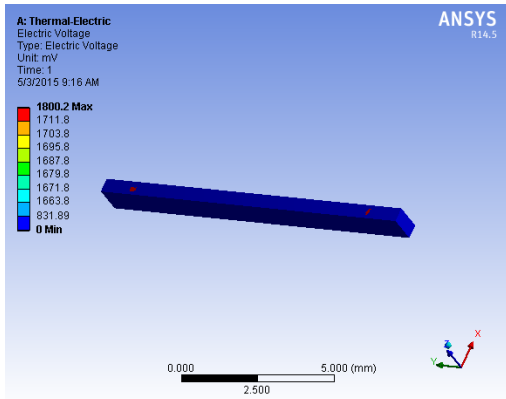 A: Thermal-Electric
Electric Voltage
Type: Electric Voltage
Unit: mV
Time: 1
5/3/2015 9:16 AM
ANSYS
R14.5
1800.2 Max
1711.8
1703.8
1695.8
1687.8
1679.8
1671.8
1663.8
831.89
0 Min
0.000
5.000 (mm)
2.500
X
Y
Z